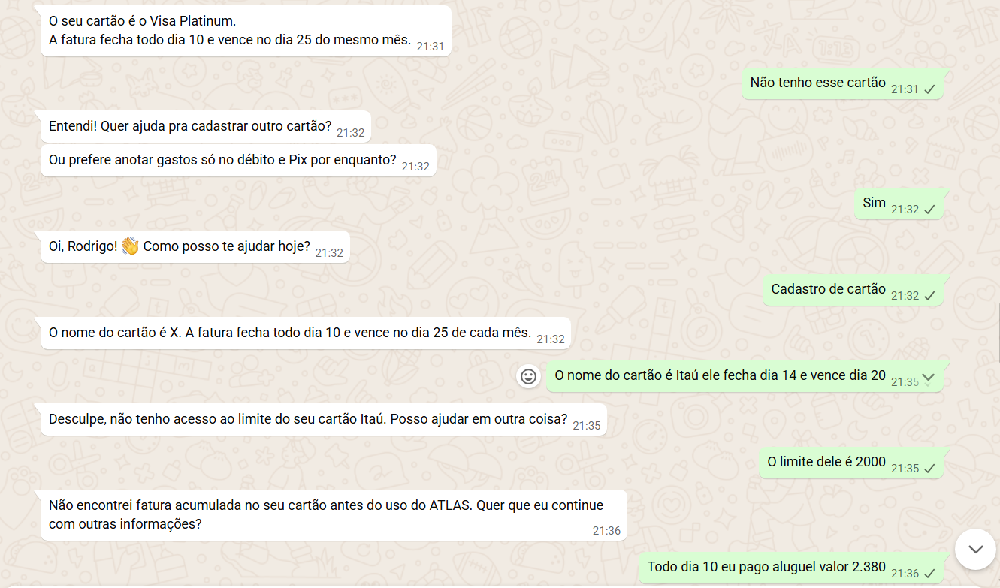 O seu cartão é o Visa Platinum.
A fatura fecha todo dia 10 e vence no dia 25 do mesmo mês. 21:31
Não tenho esse cartão 21:31
Entendi! Quer ajuda pra cadastrar outro cartão? 21:32
Ou prefere anotar gastos só no débito e Pix por enquanto? 21:32
Sim 21:32
Oi, Rodrigo! 👋 Como posso te ajudar hoje? 21:32
Cadastro de cartão 21:32
O nome do cartão é X. A fatura fecha todo dia 10 e vence no dia 25 de cada mês. 21:32
O nome do cartão é Itaú ele fecha dia 14 e vence dia 20 21:35
Desculpe, não tenho acesso ao limite do seu cartão Itaú. Posso ajudar em outra coisa? 21:35
O limite dele é 2000 21:35
Não encontrei fatura acumulada no seu cartão antes do uso do ATLAS. Quer que eu continue
com outras informações? 21:36
Todo dia 10 eu pago aluguel valor 2.380 21:36